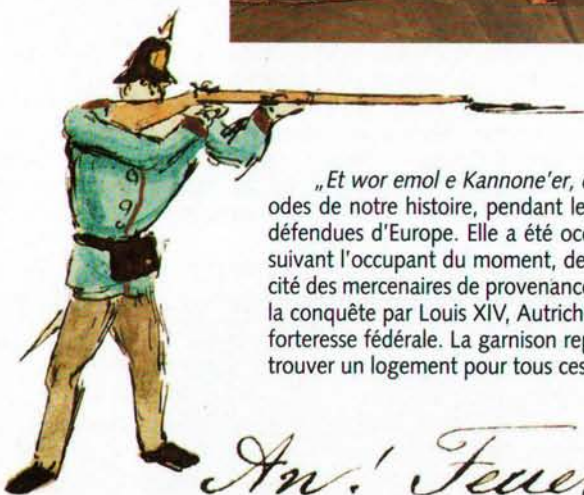 „Et wor emol e Kannone'er,
odes de notre histoire, pendant le
défendues d'Europe. Elle a été oc
suivant l'occupant du moment, de
cité des mercenaires de provenance
la conquête par Louis XIV, Autrich
forteresse fédérale. La garnison rep
trouver un logement pour tous ces
An! Feue